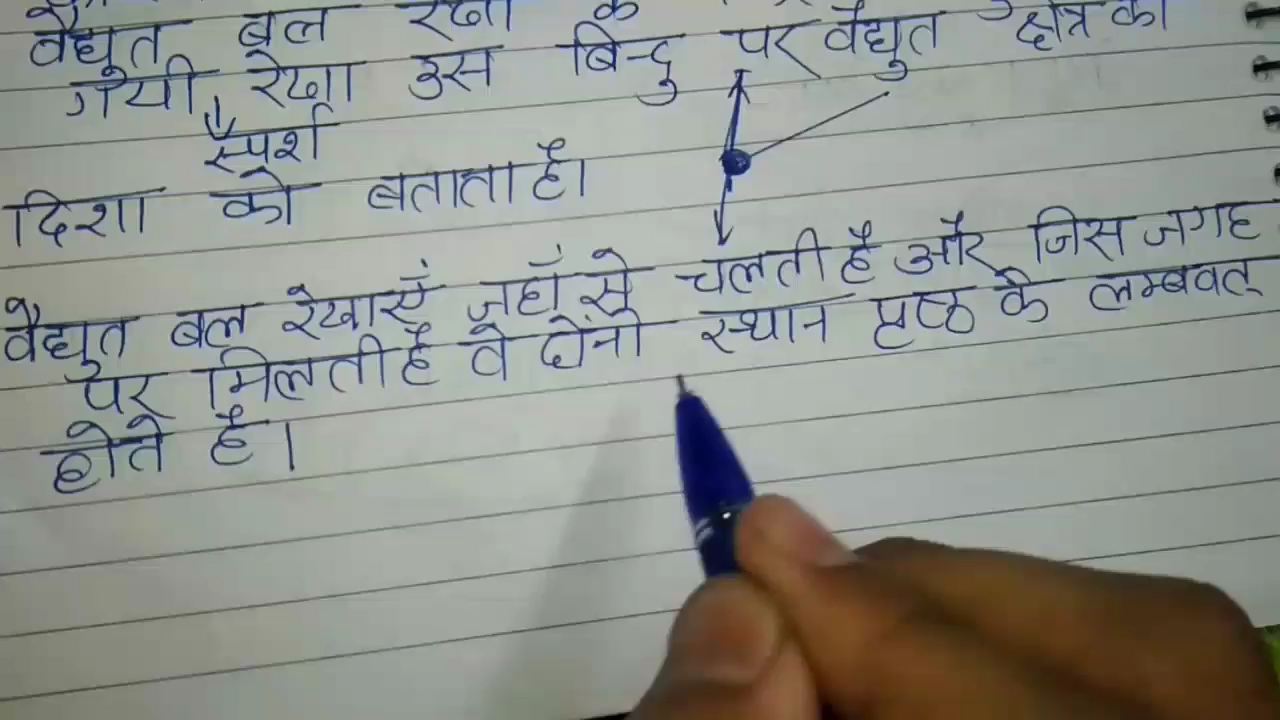 वैद्युत बल रेखा के
गयी रेखा उस बिन्दु पर वैद्युत क्षेत्र की
स्पर्श
दिशा को बताता है।
वैद्युत बल रेखाएँ जहाँ से चलती है और जिस जगह
पर मिलती है वे दोनों स्थान पृष्ठ के लम्बवत्
होते है।